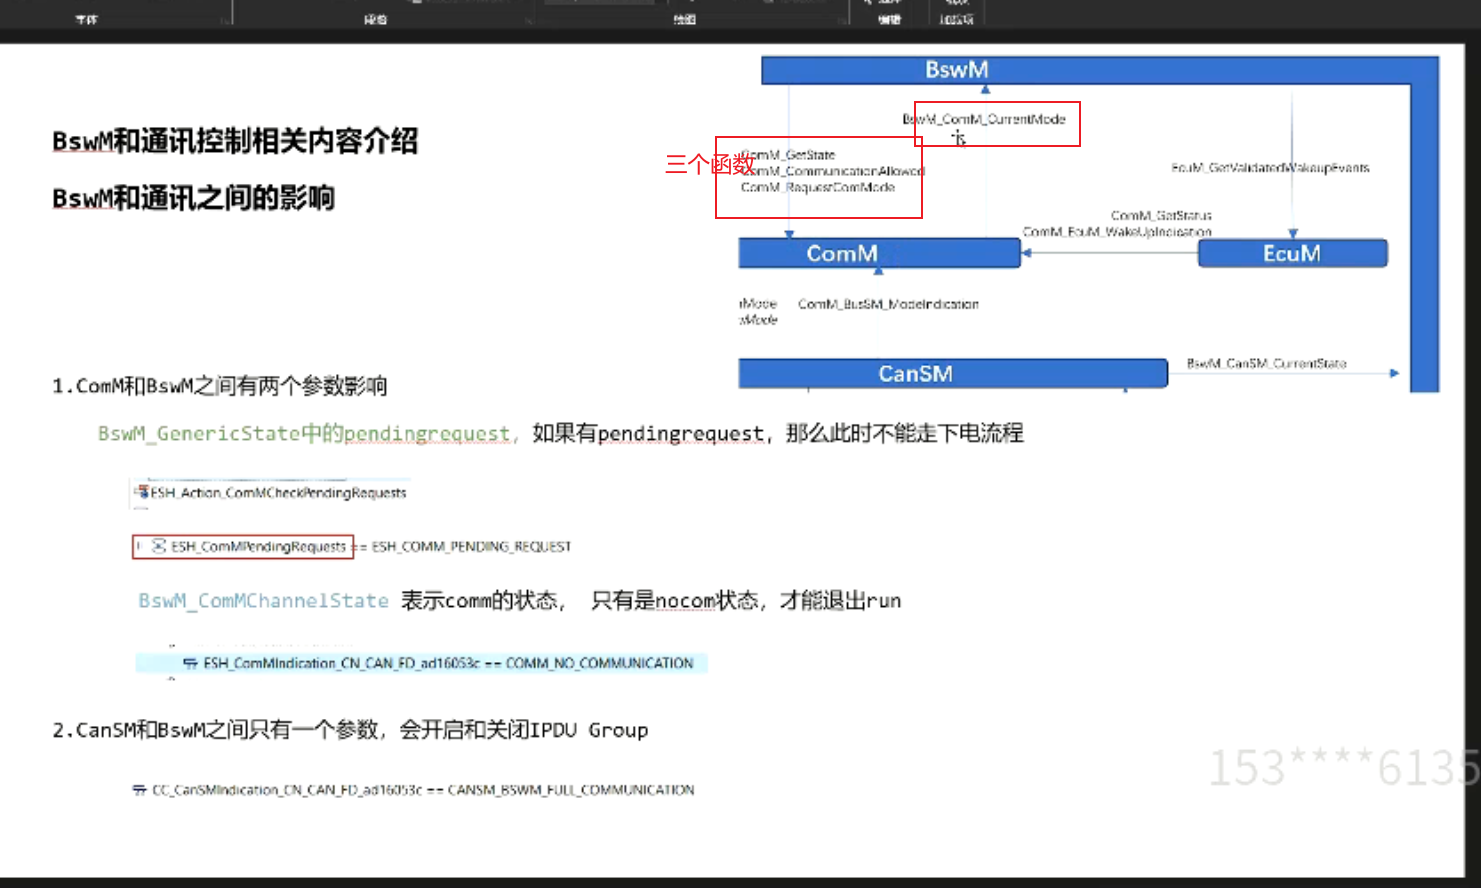 字体
段落
绘图
编辑
加载项
BswM
BswM和通讯控制相关内容介绍
BswM和通讯之间的影响
BswM_ComM_CurrentMode
三个函数
ComM_GetState
ComM_CommunicationAllowed
ComM_RequestComMode
EcuM_GetValidatedWakeupEvents
ComM_GetStatus
ComM_EcuM_WakeUpIndication
ComM
EcuM
Mode
ComM_BusSM_ModeIndication
Mode
CanSM
BswM_CanSM_CurrentState
1.ComM和BswM之间有两个参数影响
BswM_GenericState中的pendingrequest，如果有pendingrequest，那么此时不能走下电流程
ESH_Action_ComMCheckPendingRequests
ESH_ComMPendingRequests == ESH_COMM_PENDING_REQUEST
BswM_ComMChannelState 表示comm的状态， 只有是nocom状态，才能退出run
ESH_ComMIndication_CN_CAN_FD_ad16053c == COMM_NO_COMMUNICATION
2.CanSM和BswM之间只有一个参数，会开启和关闭IPDU Group
CC_CanSMIndication_CN_CAN_FD_ad16053c == CANSM_BSWM_FULL_COMMUNICATION
153****6135